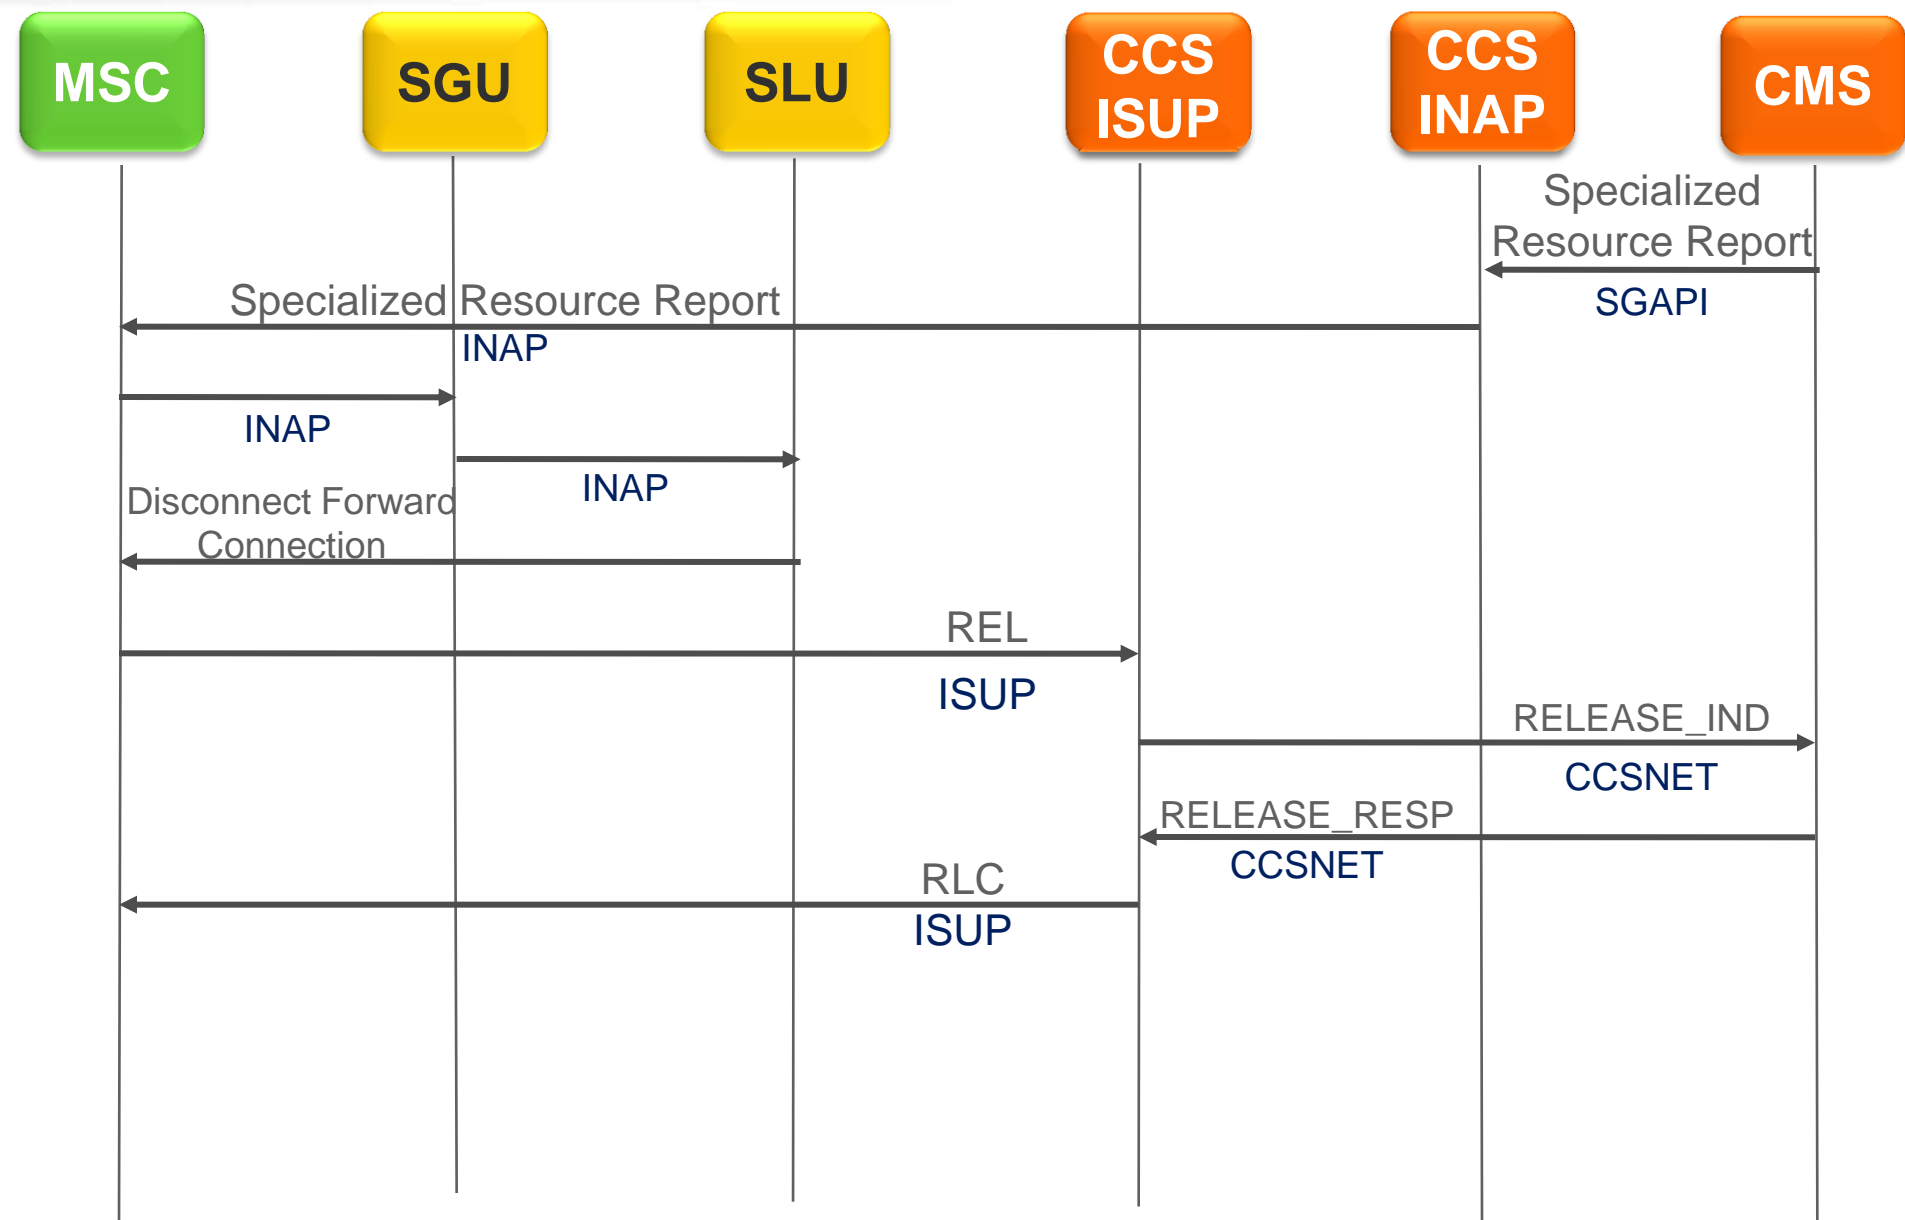 MSC
SGU
SLU
CCS
ISUP
CCS
INAP
CMS
Specialized
Resource Report
SGAPI
Specialized Resource Report
INAP
INAP
INAP
Disconnect Forward
Connection
REL
ISUP
RELEASE_IND
CCSNET
RELEASE_RESP
CCSNET
RLC
ISUP